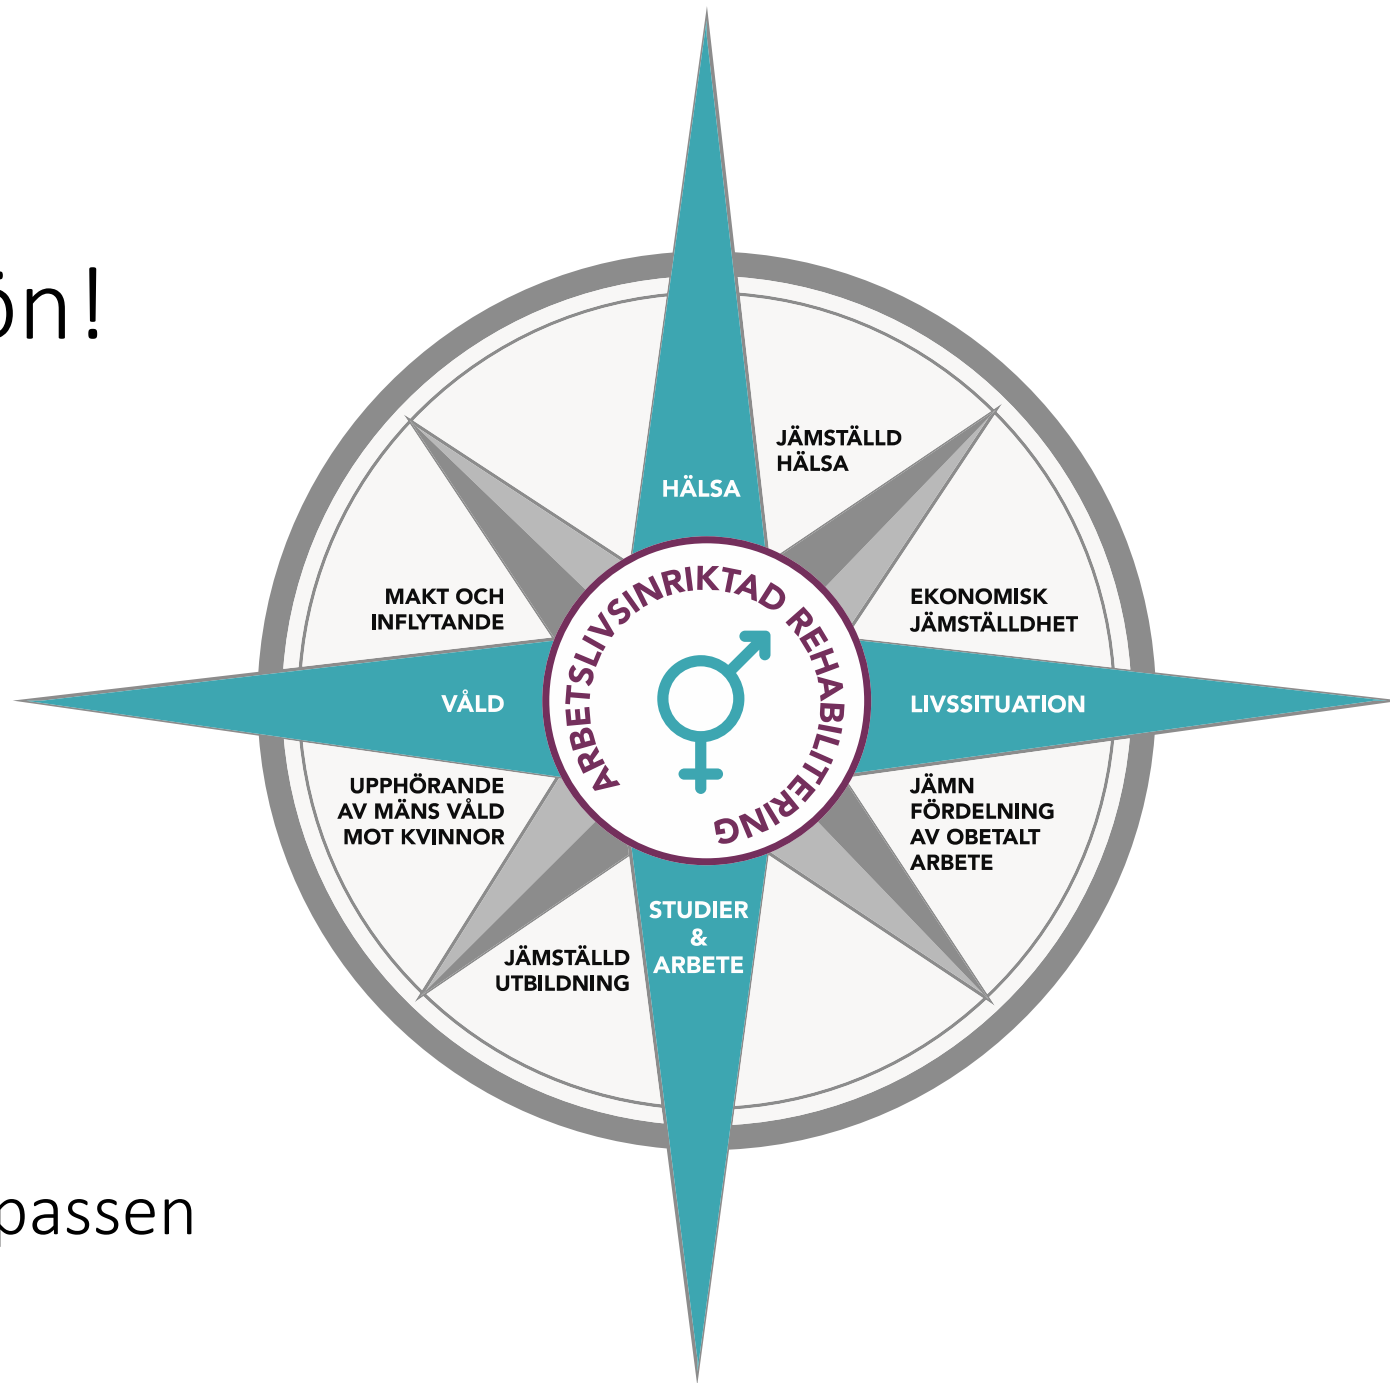 ön!
JÄMSTÄLLD
HÄLSA
HÄLSA
ARBETSLIVSINRIKTAD REHABILITERING
MAKT OCH
INFLYTANDE
EKONOMISK
JÄMSTÄLLDHET
VÅLD
LIVSSITUATION
UPPHÖRANDE
AV MÄNS VÅLD
MOT KVINNOR
JÄMN
FÖRDELNING
AV OBETALT
ARBETE
STUDIER
&
ARBETE
JÄMSTÄLLD
UTBILDNING
passen